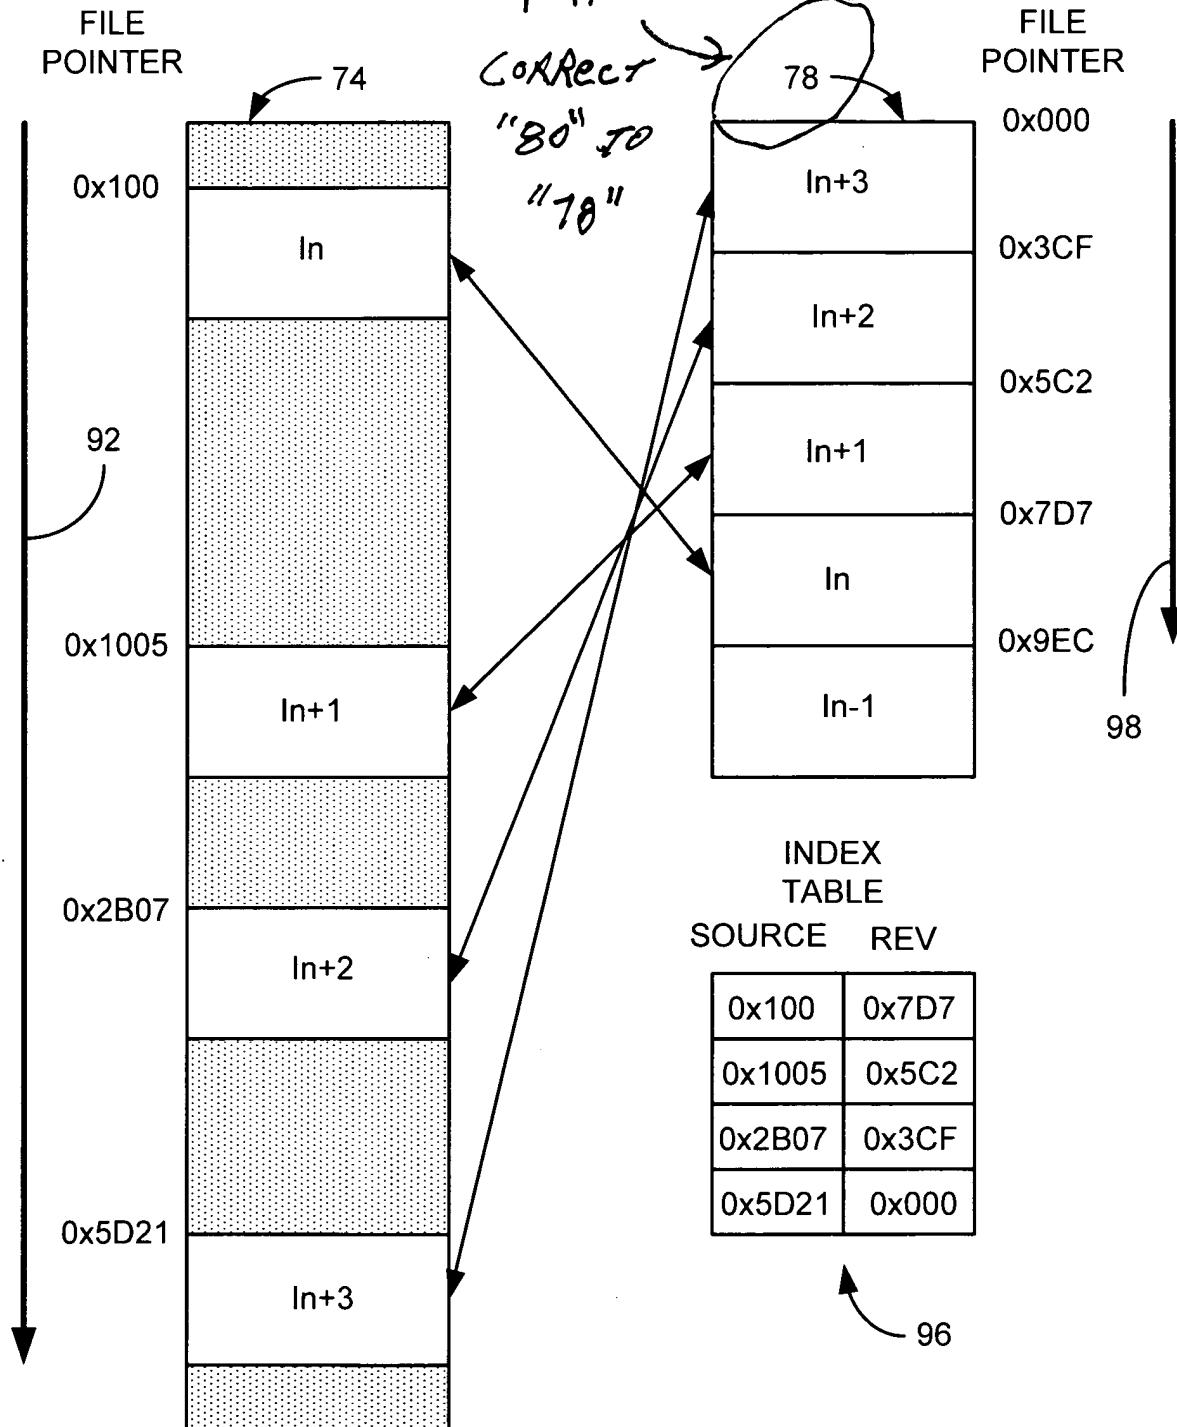 FILE
POINTER
74
0x100
In
92
0x1005
In+1
0x2B07
In+2
0x5D21
In+3
CORRECT
"80" TO
"78"
FILE
POINTER
78
0x000
In+3
0x3CF
In+2
0x5C2
In+1
0x7D7
In
0x9EC
In-1
98
INDEX
TABLE
SOURCE REV
0x100 0x7D7
0x1005 0x5C2
0x2B07 0x3CF
0x5D21 0x000
96